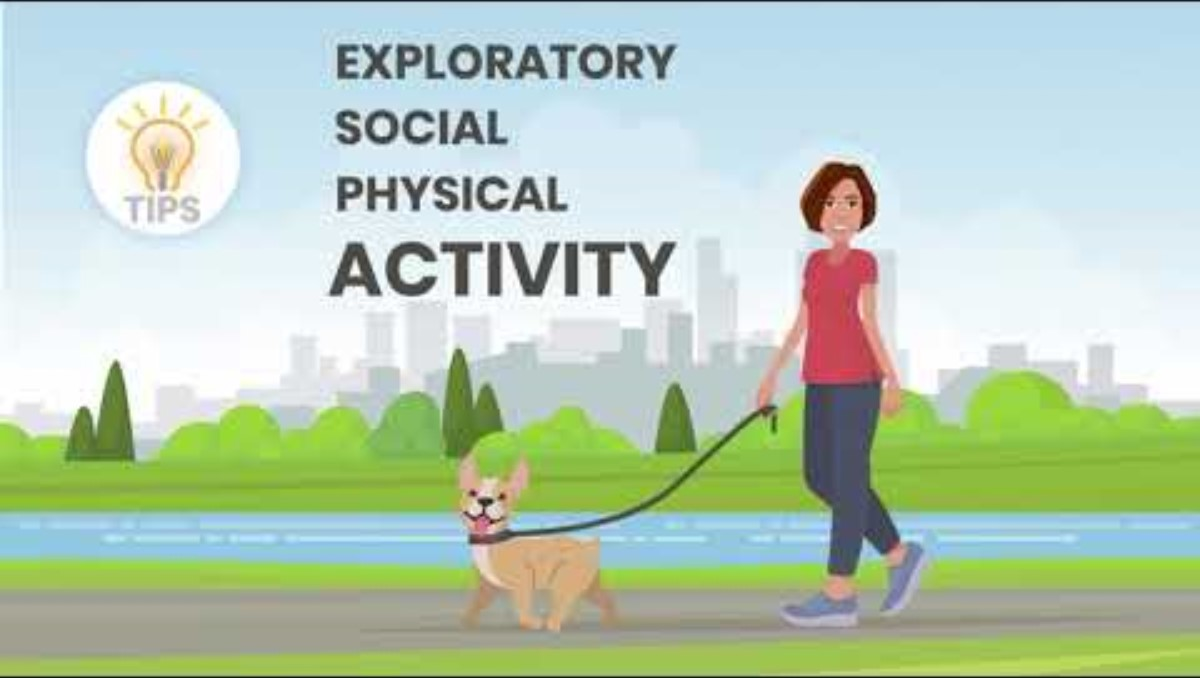 TIPS
EXPLORATORY
SOCIAL
PHYSICAL
ACTIVITY